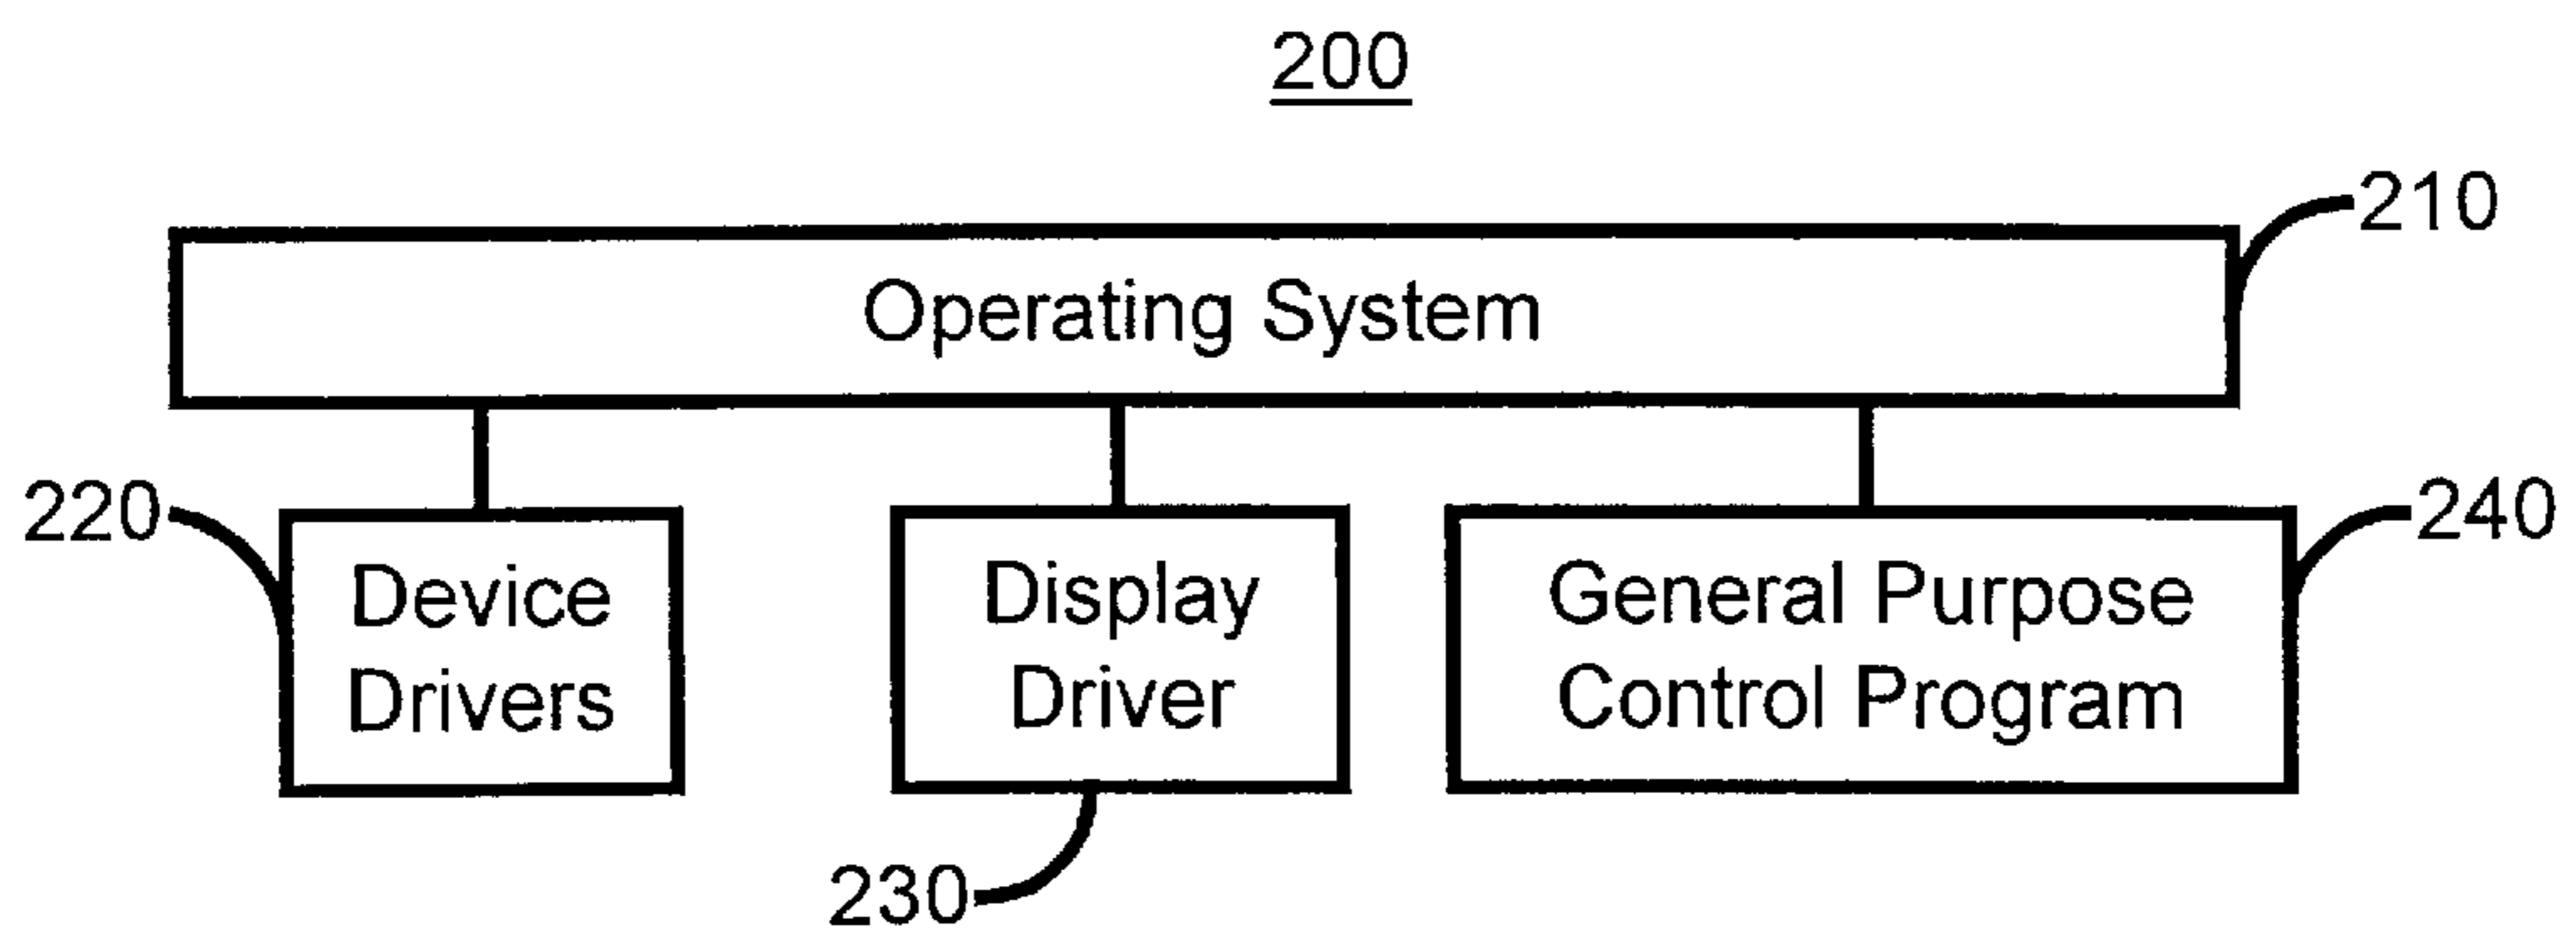 200
210
Operating System
220
240
Device
Drivers
Display
Driver
General Purpose
Control Program
230